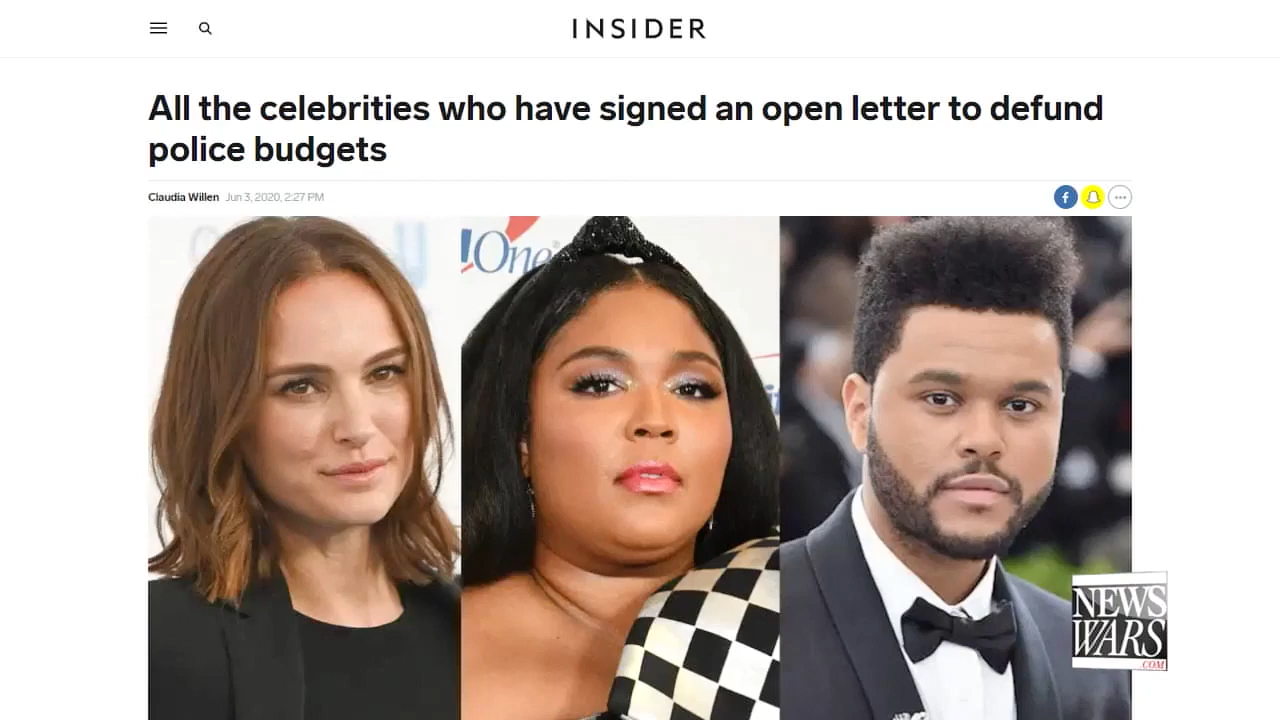 INSIDER
All the celebrities who have signed an open letter to defund
police budgets
Claudia Willen Jun 3, 2020, 2:27 PM
!One
NEWS
WARS
.COM